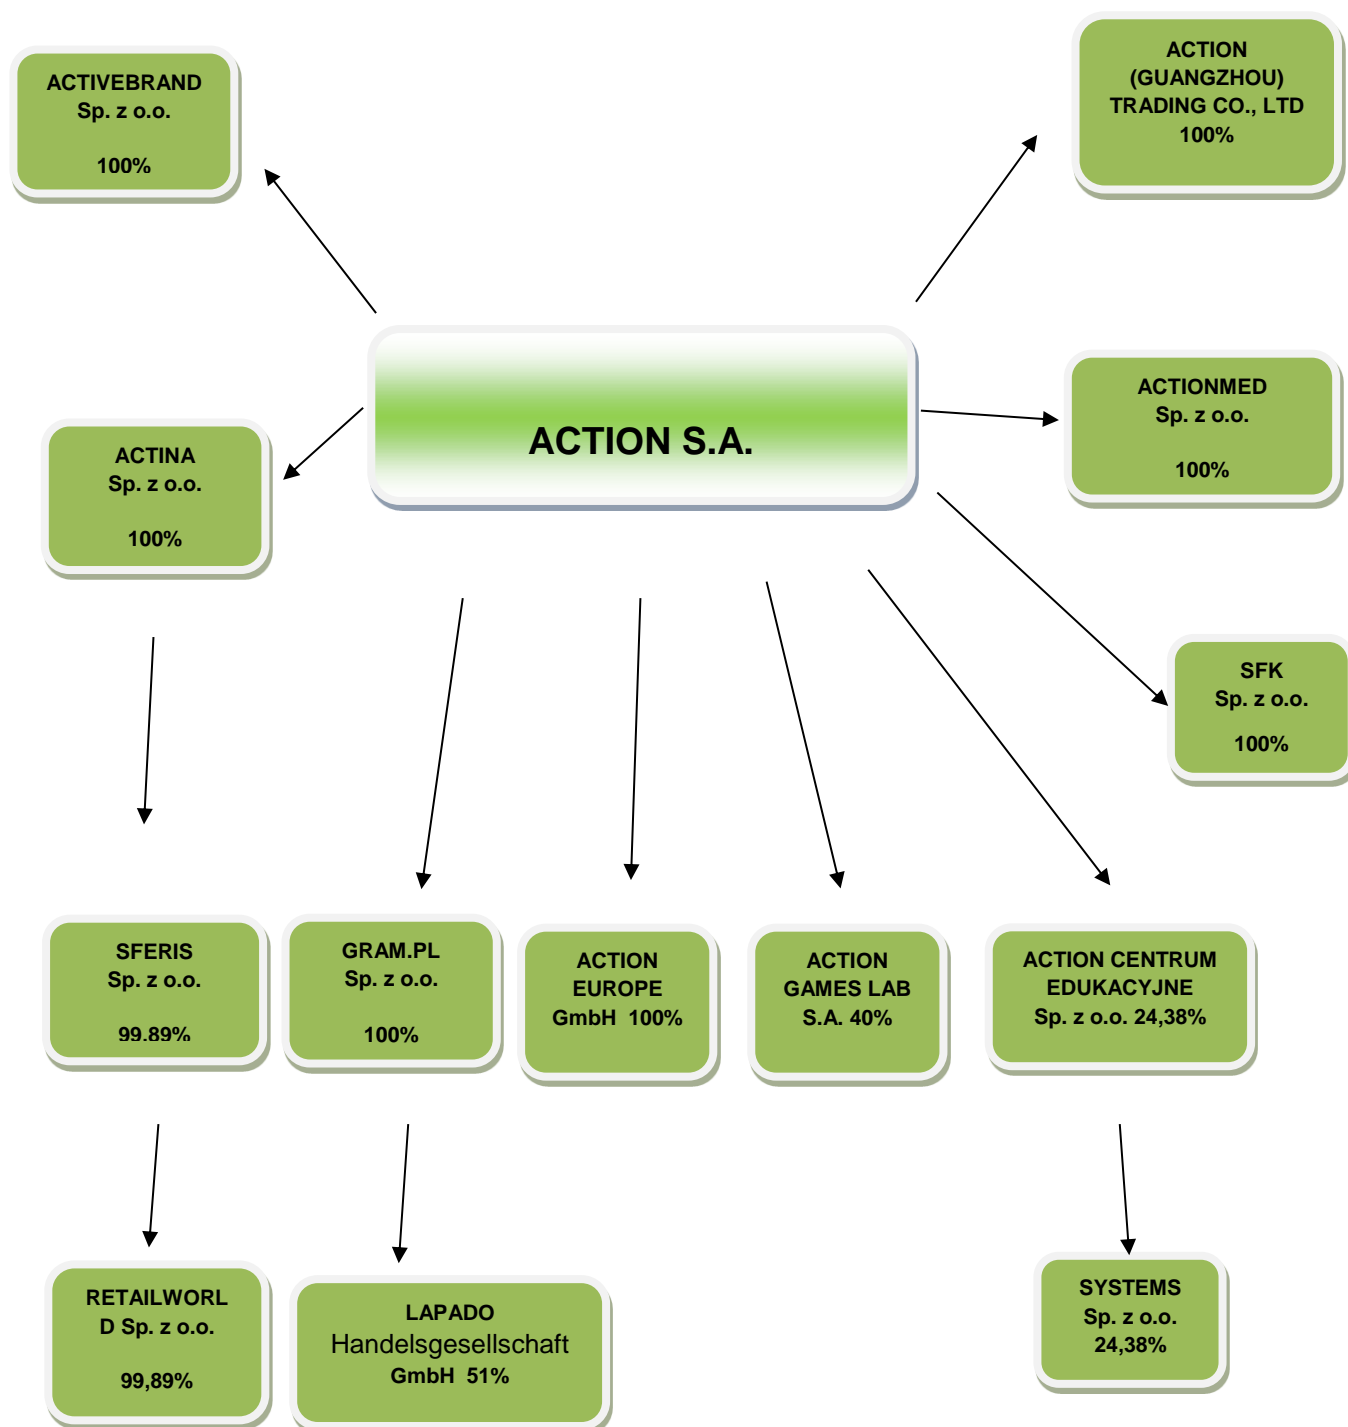 ACTIVEBRAND
Sp. z o.o.
100%
ACTION
(GUANGZHOU)
TRADING CO., LTD
100%
ACTION S.A.
ACTIONMED
Sp. z o.o.
100%
ACTINA
Sp. z o.o.
100%
SFK
Sp. z o.o.
100%
SFERIS
Sp. z o.o.
99.89%
GRAM.PL
Sp. z o.o.
100%
ACTION
EUROPE
GmbH 100%
ACTION
GAMES LAB
S.A. 40%
ACTION CENTRUM
EDUKACYJNE
Sp. z o.o. 24,38%
RETAILWORL
D Sp. z o.o.
99,89%
LAPADO
Handelsgesellschaft
GmbH 51%
SYSTEMS
Sp. z o.o.
24,38%